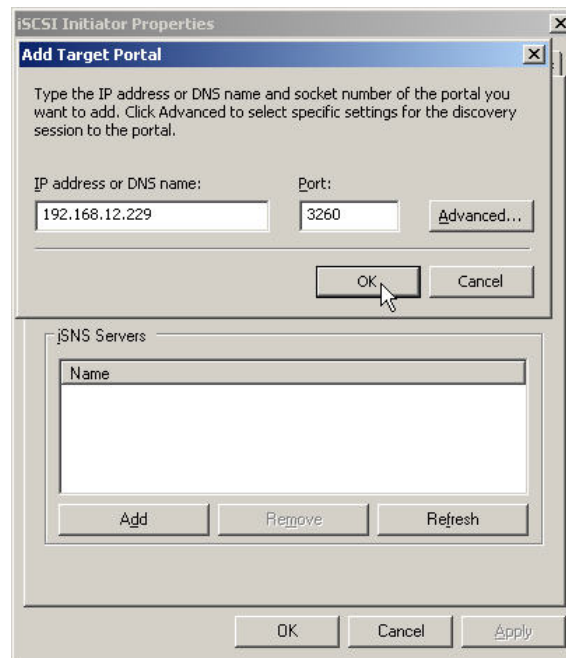 iSCSI Initiator Properties
Add Target Portal
Type the IP address or DNS name and socket number of the portal you
want to add. Click Advanced to select specific settings for the discovery
session to the portal.
IP address or DNS name:
Port:
192.168.12.229
3260
Advanced...
OK
Cancel
iSNS Servers
Name
Add
Remove
Refresh
OK
Cancel
Apply